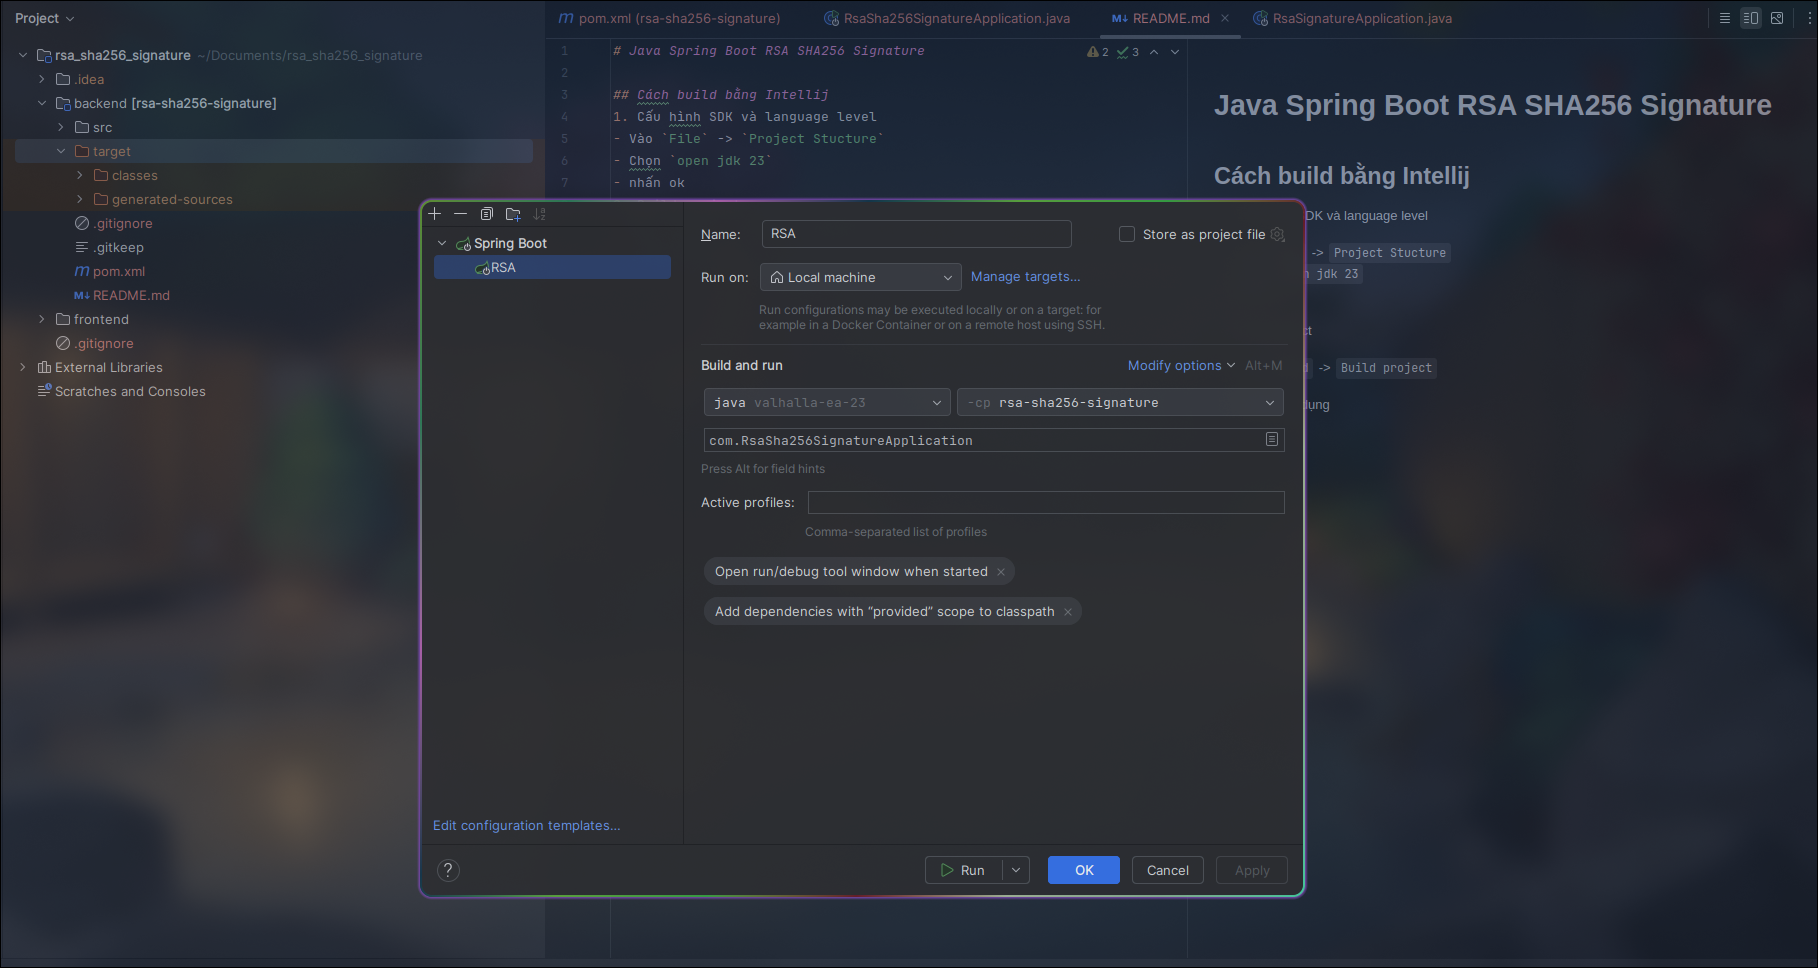 Project
pom.xml (rsa-sha256-signature)
RsaSha256SignatureApplication.java
README.md
RsaSignatureApplication.java
rsa_sha256_signature ~/Documents/rsa_sha256_signature
.idea
backend [rsa-sha256-signature]
src
target
classes
generated-sources
.gitignore
.gitkeep
pom.xml
README.md
frontend
.gitignore
External Libraries
Scratches and Consoles
1 # Java Spring Boot RSA SHA256 Signature
2 3
2
3 ## Cách build bằng Intellij
4 1. Cấu hình SDK và language level
5 - Vào `File` -> `Project Stucture`
6 - Chọn `open jdk 23`
7 - nhấn ok
Java Spring Boot RSA SHA256 Signature
Cách build bằng Intellij
DK và language level
-> Project Stucture
jdk 23
ct
-> Build project
Spring Boot
RSA
Edit configuration templates...
Name: RSA
Store as project file
Run on: Local machine
Manage targets...
Run configurations may be executed locally or on a target: for
example in a Docker Container or on a remote host using SSH.
Build and run
Modify options
Alt+M
java valhalla-ea-23
-cp rsa-sha256-signature
com.RsaSha256SignatureApplication
Press Alt for field hints
Active profiles:
Comma-separated list of profiles
Open run/debug tool window when started
Add dependencies with “provided” scope to classpath
?
Run
OK
Cancel
Apply